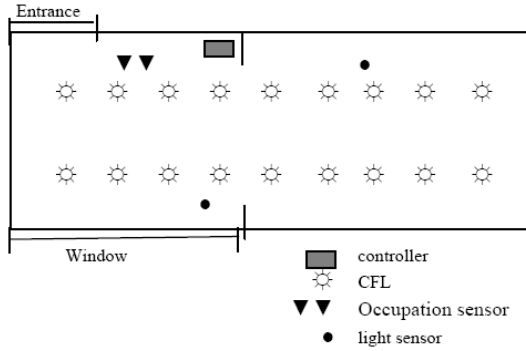 Entrance
Window
controller
CFL
Occupation sensor
light sensor